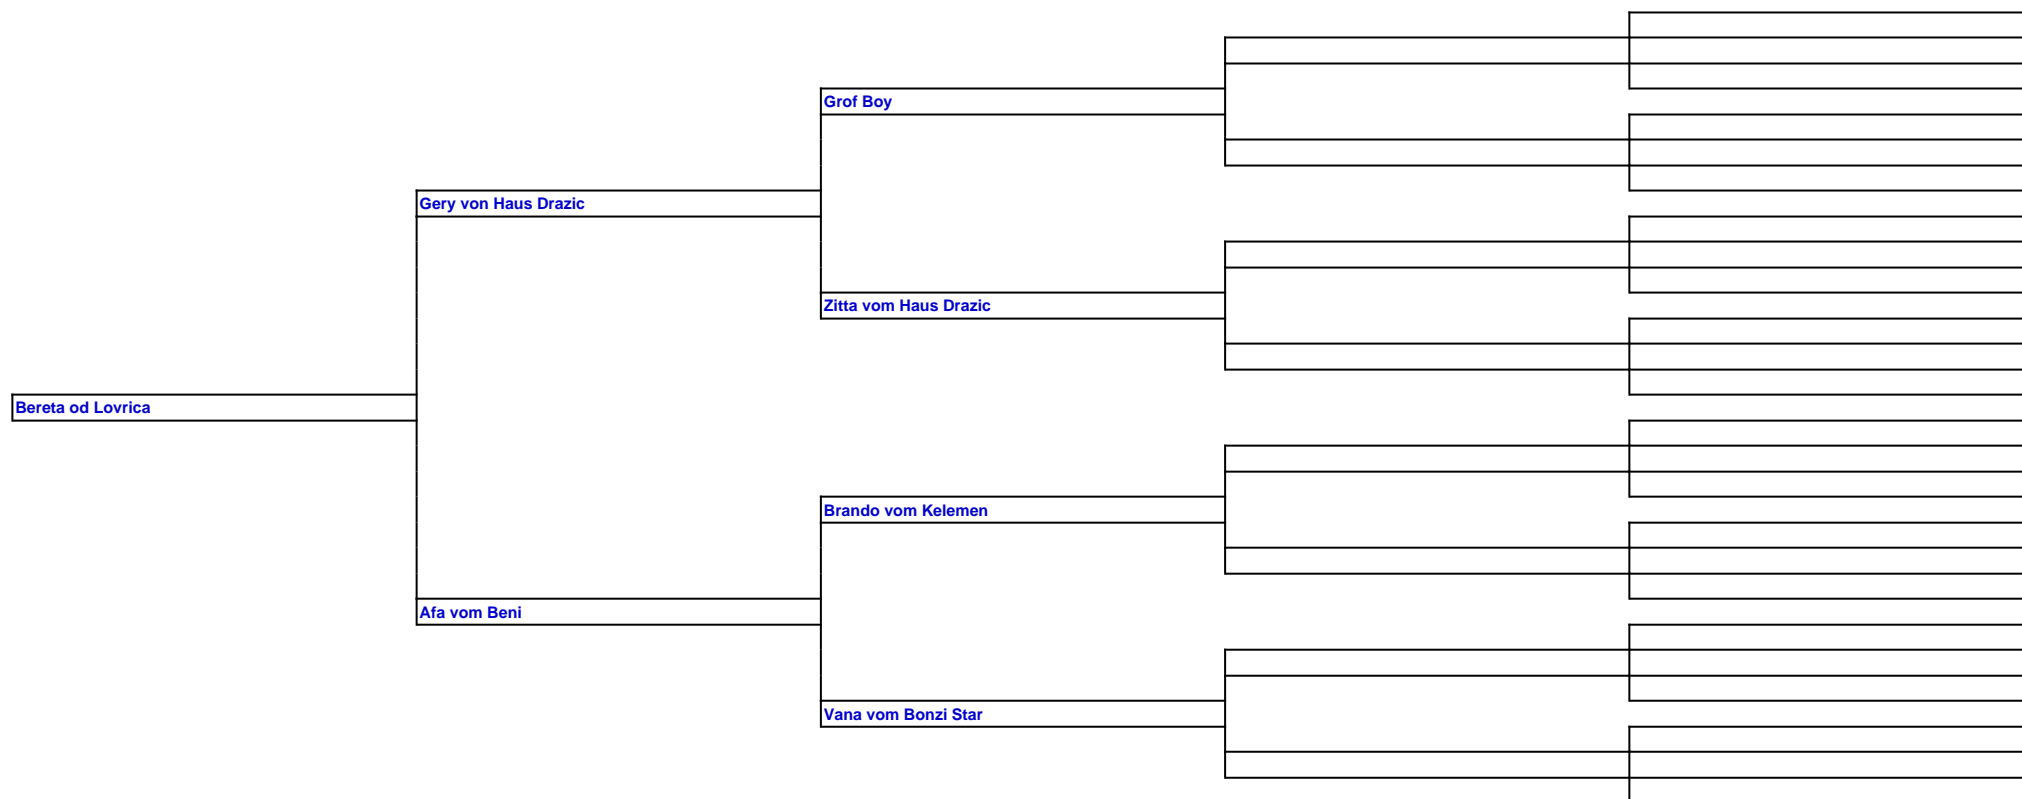 Grof Boy
Gery von Haus Drazic
Zitta vom Haus Drazic
Bereta od Lovrica
Brando vom Kelemen
Afa vom Beni
Vana vom Bonzi Star